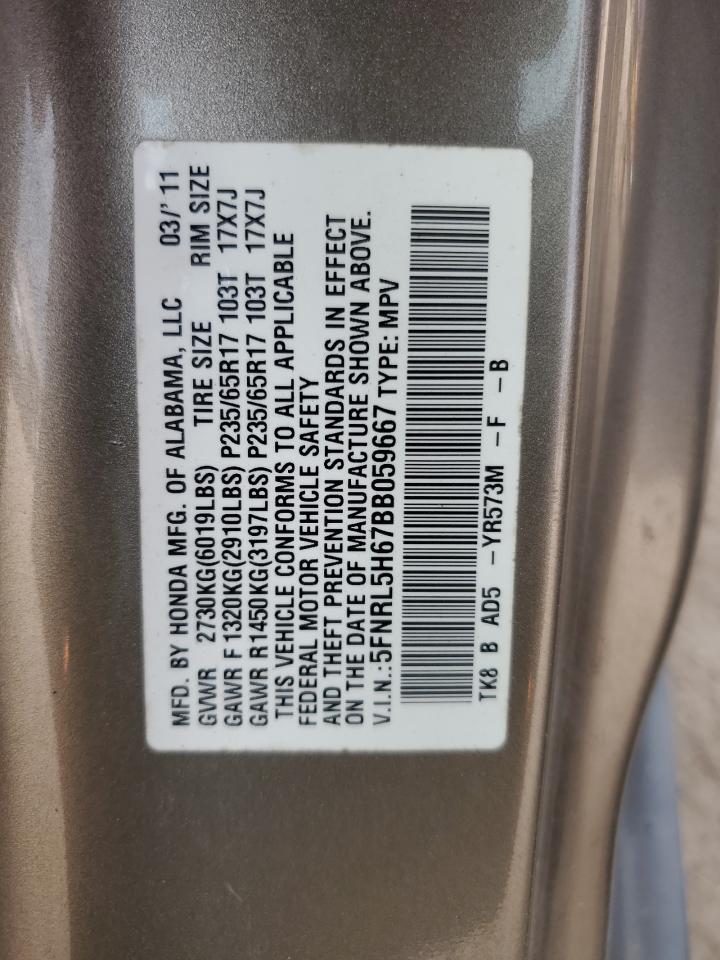 MFD. BY HONDA MFG. OF ALABAMA, LLC 03/'11
GVWR 2730KG(6019LBS) TIRE SIZE RIM SIZE
GAWR F 1320KG(2910LBS) P235/65R17 103T 17X7J
GAWR R1450KG(3197LBS) P235/65R17 103T 17X7J
THIS VEHICLE CONFORMS TO ALL APPLICABLE
FEDERAL MOTOR VEHICLE SAFETY
AND THEFT PREVENTION STANDARDS IN EFFECT
ON THE DATE OF MANUFACTURE SHOWN ABOVE.
V.I.N.:5FNRL5H67BB059667 TYPE: MPV
TK8 B AD5 -YR573M -F -B